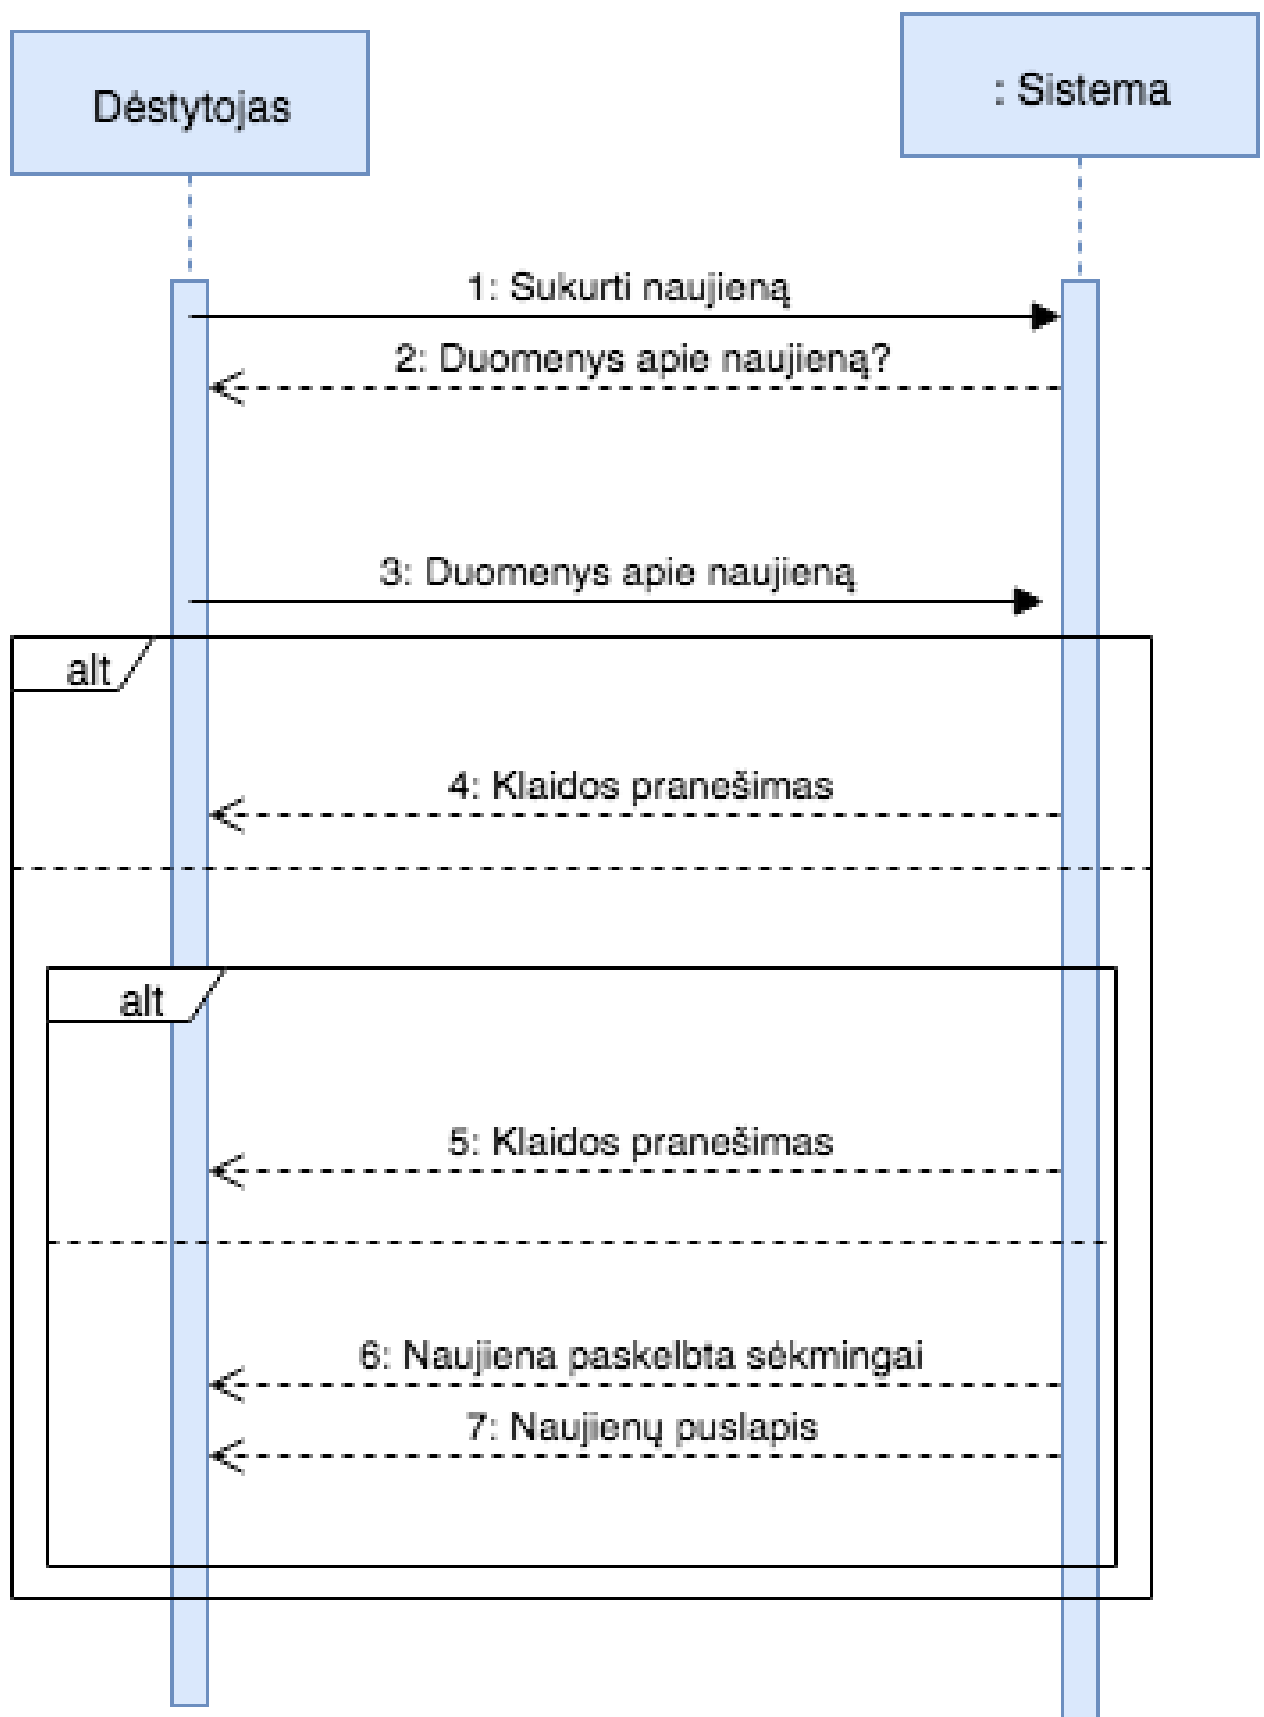 Dėstytojas
: Sistema
1: Sukurti naujieną
2: Duomenys apie naujieną?
3: Duomenys apie naujieną
alt
4: Klaidos pranešimas
alt
5: Klaidos pranešimas
6: Naujiena paskelbta sėkmingai
7: Naujienų puslapis